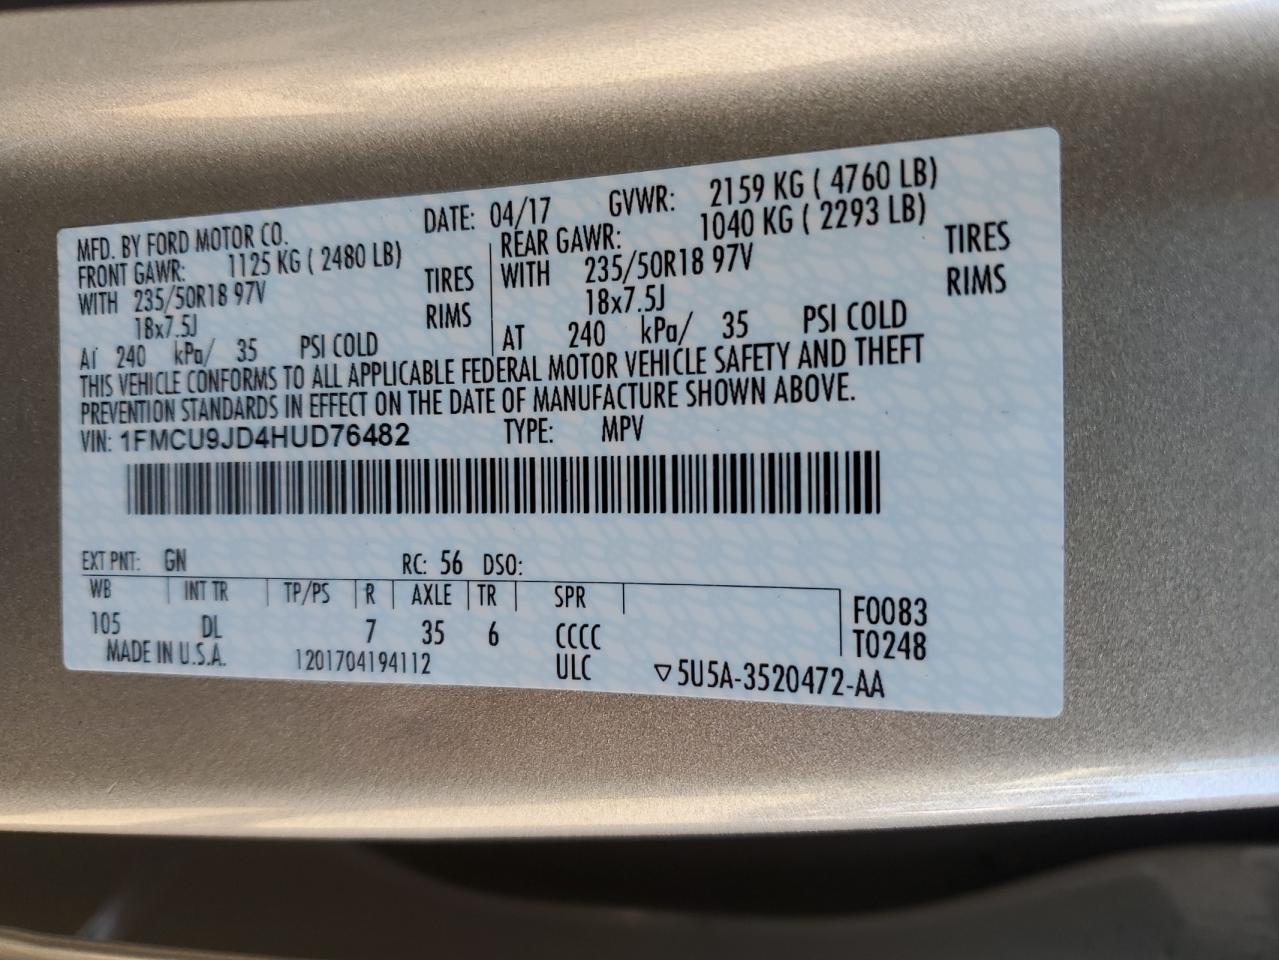 MFD. BY FORD MOTOR CO. DATE: 04/17 GVWR: 2159 KG ( 4760 LB)
FRONT GAWR: 1125 KG ( 2480 LB)
WITH 235/50R18 97V TIRES
18x7.5J RIMS
AT 240 kPa/ 35 PSI COLD
REAR GAWR: 1040 KG ( 2293 LB)
WITH 235/50R18 97V TIRES
18x7.5J RIMS
AT 240 kPa/ 35 PSI COLD
THIS VEHICLE CONFORMS TO ALL APPLICABLE FEDERAL MOTOR VEHICLE SAFETY AND THEFT
PREVENTION STANDARDS IN EFFECT ON THE DATE OF MANUFACTURE SHOWN ABOVE.
VIN: 1FMCU9JD4HUD76482 TYPE: MPV
EXT PNT: GN RC: 56 DSO:
WB INT TR TP/PS R AXLE TR SPR
105 DL 7 35 6 CCCC
F0083
T0248
MADE IN U.S.A. 1201704194112 ULC ▽5U5A-3520472-AA